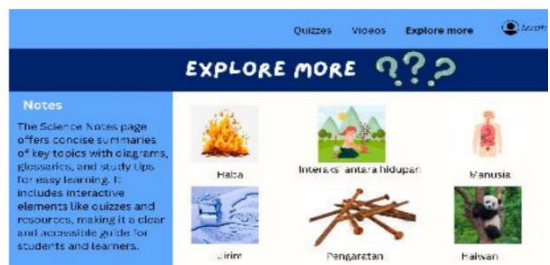 Quizzes Videos Explore more
EXPLORE MORE ???
Notes
The Science Notes page
offers concise summaries
of key topics with diagrams,
glossaries, and study tips
for easy learning. It
includes interactive
elements like quizzes and
resources, making it a clear
and accessible guide for
students and learners.
Haba
Interaksi antara hidupan
Manusia
Jirim
Pengaratan
Haiwan